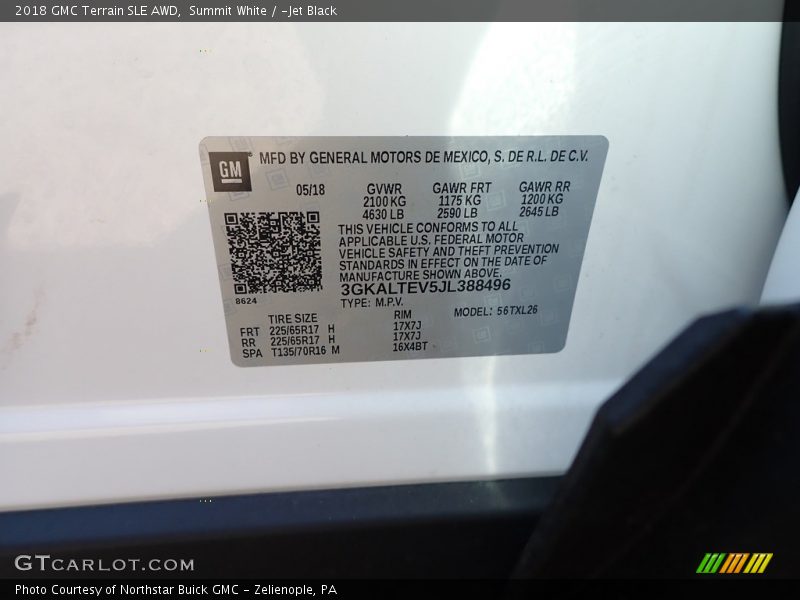 2018 GMC Terrain SLE AWD,  Summit White / -Jet Black
GM
MFD BY GENERAL MOTORS DE MEXICO, S. DE R.L. DE C.V.
05/18 GVWR GAWR FRT GAWR RR
2100 KG 1175 KG 1200 KG
4630 LB 2590 LB 2645 LB
THIS VEHICLE CONFORMS TO ALL
APPLICABLE U.S. FEDERAL MOTOR
VEHICLE SAFETY AND THEFT PREVENTION
STANDARDS IN EFFECT ON THE DATE OF
MANUFACTURE SHOWN ABOVE.
3GKALTEV5JL388496
8624
TYPE: M.P.V. MODEL: 56TXL26
TIRE SIZE RIM
FRT 225/65R17 H 17X7J
RR 225/65R17 H 17X7J
SPA T135/70R16 M 16X4BT
GTCARLOT.COM
Photo Courtesy of Northstar Buick GMC - Zelienople, PA